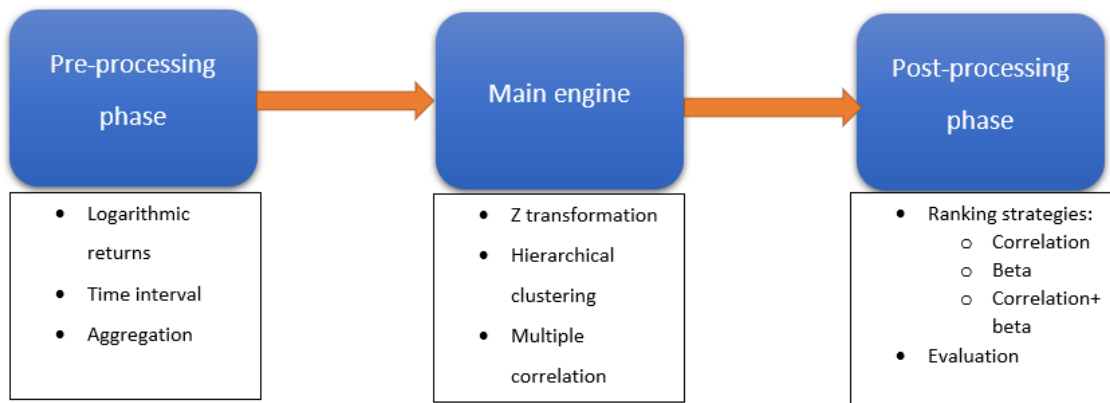 Pre-processing
phase
Main engine
Post-processing
phase
• Logarithmic
returns
• Time interval
• Aggregation
• Z transformation
• Hierarchical
clustering
• Multiple
correlation
• Ranking strategies:
o Correlation
o Beta
o Correlation+
beta
• Evaluation